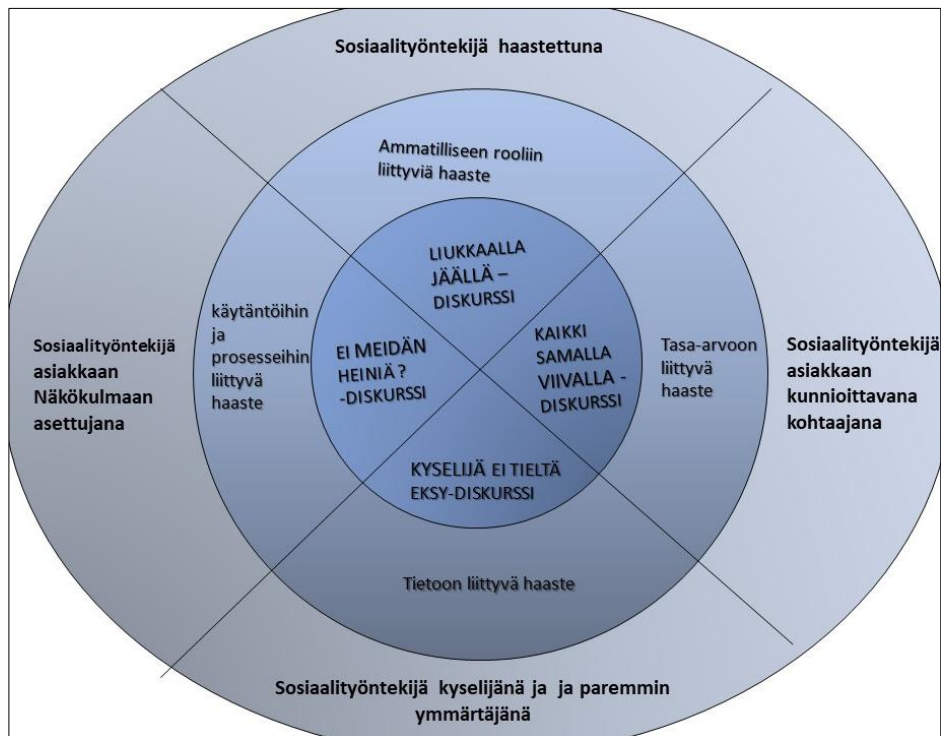 Sosiaalityöntekijä haastettuna
Ammatilliseen rooliin
liittyviä haaste
LIUKKAALLA
JÄÄLLÄ –
DISKURSSI
käytäntöihin
ja
prosesseihin
liittyvä
haaste
EI MEIDÄN
HEINIÄ ?
-DISKURSSI
KAIKKI
SAMALLA
VIIVALLA -
DISKURSSI
Tasa-arvoon
liittyvä
haaste
Sosiaalityöntekijä
asiakkaan
Näkökulmaan
asettujana
Sosiaalityöntekijä
asiakkaan
kunnioittavana
kohtaajana
KYSELIJÄ EI TIELTÄ
EKSY-DISKURSSI
Tietoon liittyvä haaste
Sosiaalityöntekijä kyselijänä ja ja paremmin
ymmärtäjänä